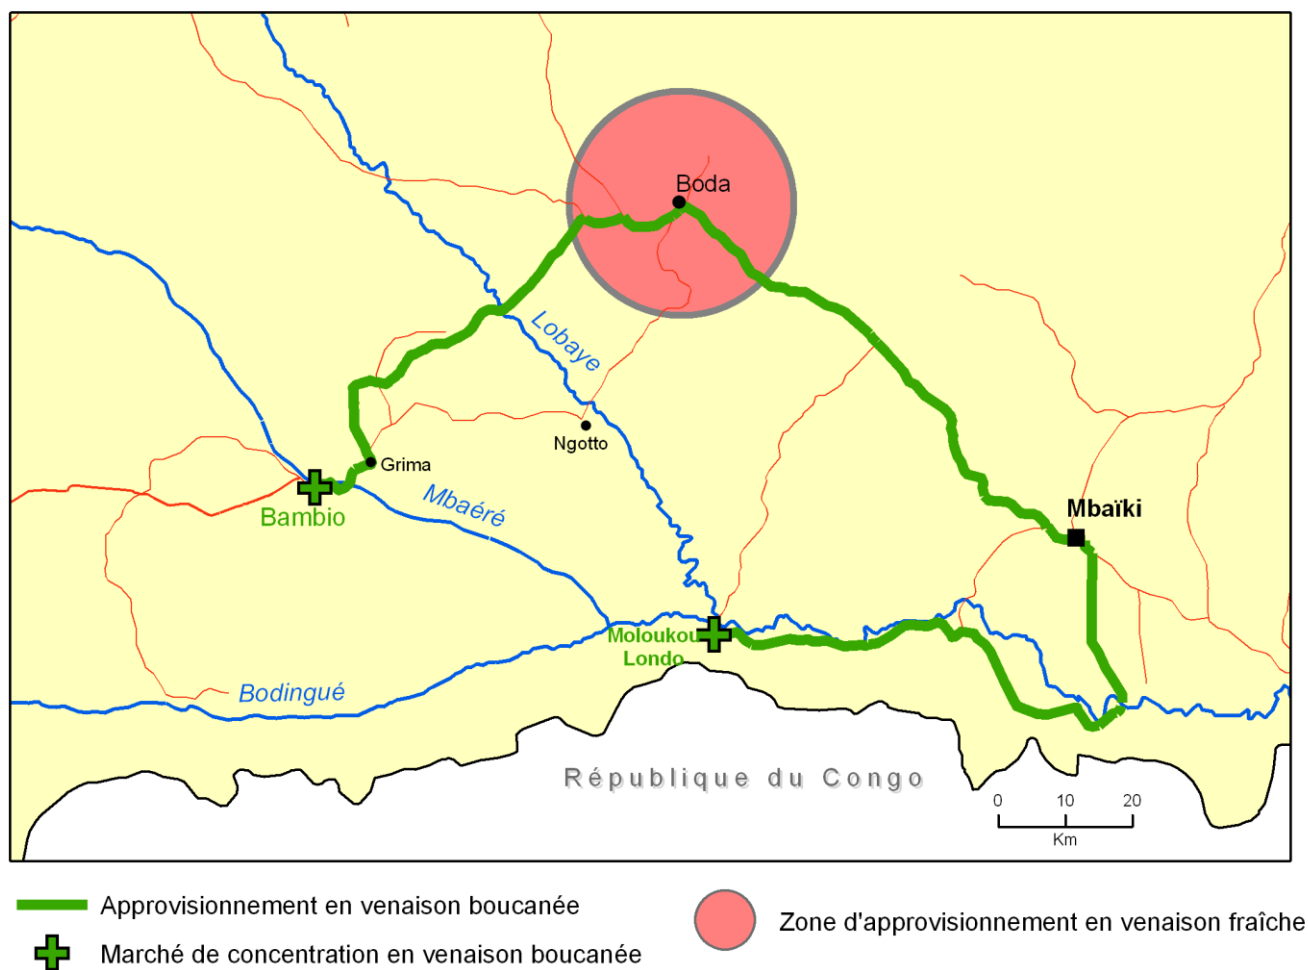 Boda
Lobaye
Ngotto
Grima
Mbaéré
Bambio
Mbaïki
Moloukou
Londo
Bodingué
République du Congo
0 10 20
Km
Approvisionnement en venaison boucanée
Marché de concentration en venaison boucanée
Zone d'approvisionnement en venaison fraîche